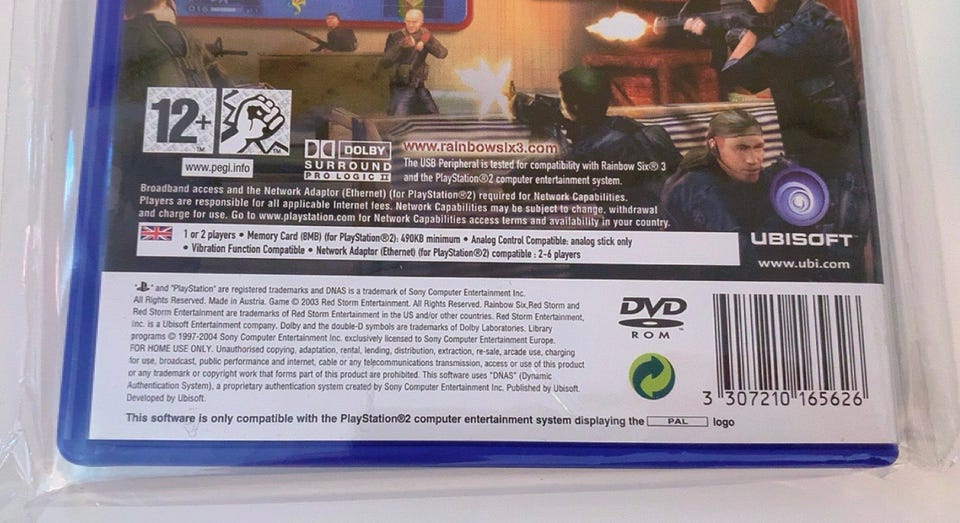 12+
www.pegi.info
DOLBY
SURROUND
PRO LOGIC II
www.rainbowsix3.com
The USB Peripheral is tested for compatibility with Rainbow Six® 3
and the PlayStation®2 computer entertainment system.
Broadband access and the Network Adaptor (Ethernet) (for PlayStation®2) required for Network Capabilities.
Players are responsible for all applicable Internet fees. Network Capabilities may be subject to change, withdrawal
and charge for use. Go to www.playstation.com for Network Capabilities access terms and availability in your country.
1 or 2 players • Memory Card (8MB) (for PlayStation®2): 490KB minimum • Analog Control Compatible: analog stick only
• Vibration Function Compatible • Network Adaptor (Ethernet) (for PlayStation®2) compatible : 2-6 players
UBISOFT™
www.ubi.com
and "PlayStation" are registered trademarks and DNAS is a trademark of Sony Computer Entertainment Inc.
All Rights Reserved. Made in Austria. Game © 2003 Red Storm Entertainment. All Rights Reserved. Rainbow Six,Red Storm and
Red Storm Entertainment are trademarks of Red Storm Entertainment in the US and/or other countries. Red Storm Entertainment,
inc. is a Ubisoft Entertainment company. Dolby and the double-D symbols are trademarks of Dolby Laboratories. Library
programs © 1997-2004 Sony Computer Entertainment Inc. exclusively licensed to Sony Computer Entertainment Europe.
FOR HOME USE ONLY. Unauthorised copying, adaptation, rental, lending, distribution, extraction, re-sale, arcade use, charging
for use, broadcast, public performance and internet, cable or any telecommunications transmission, access or use of this product
or any trademark or copyright work that forms part of this product are prohibited. This software uses "DNAS" (Dynamic
Authentication System), a proprietary authentication system created by Sony Computer Entertainment Inc. Published by Ubisoft.
Developed by Ubisoft.
DVD
ROM
3 307210 165626
This software is only compatible with the PlayStation®2 computer entertainment system displaying the PAL logo